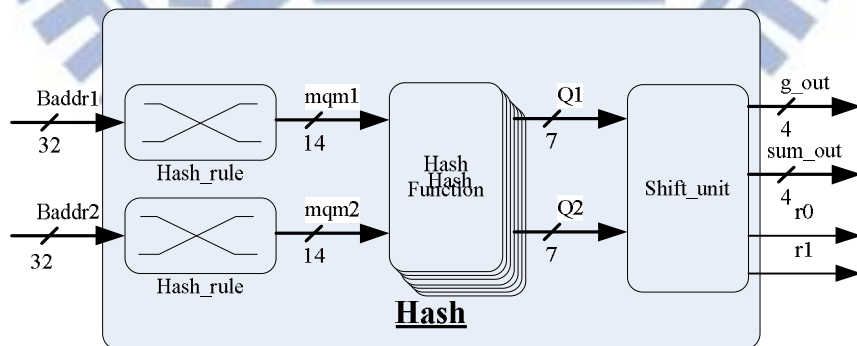 Baddr1
32
Hash_rule
mqm1
14
Baddr2
32
Hash_rule
mqm2
14
Hash
Hash
Function
Q1
7
Q2
7
Shift_unit
g_out
4
sum_out
4
r0
r1
Hash